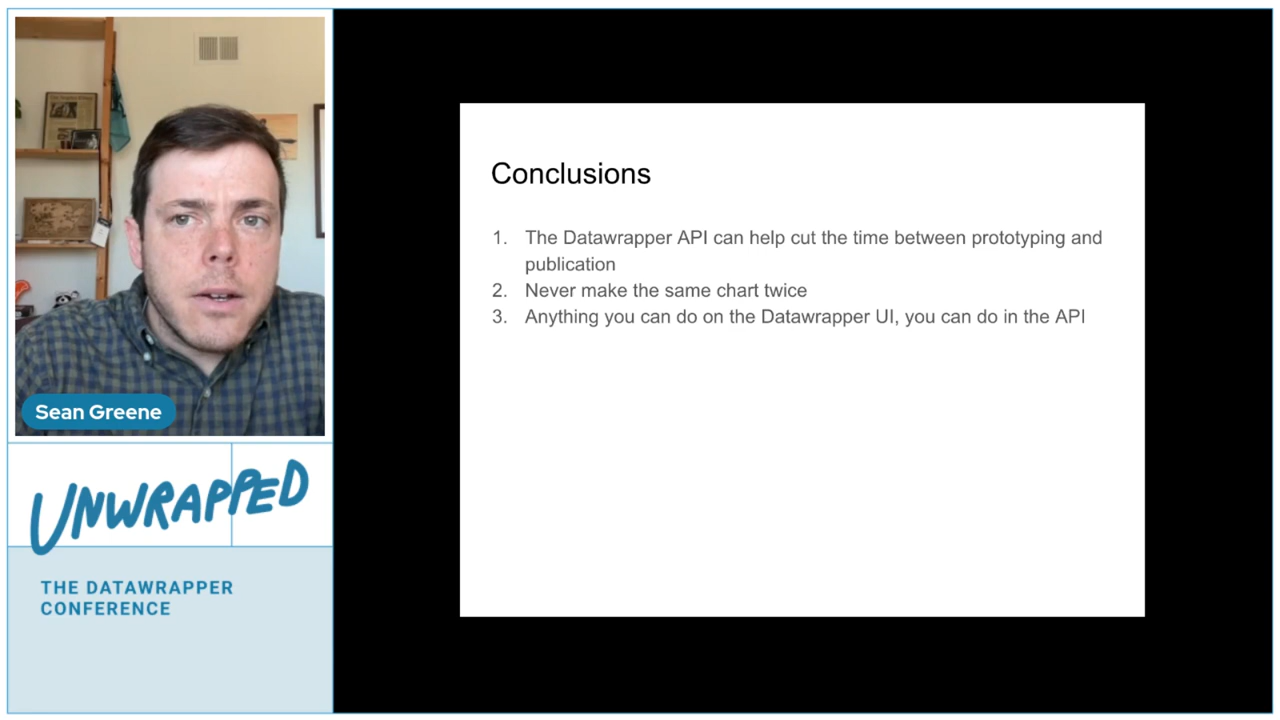 Sean Greene
UNWRAPPED
THE DATAWRAPPER
CONFERENCE
Conclusions
1. The Datawrapper API can help cut the time between prototyping and
publication
2. Never make the same chart twice
3. Anything you can do on the Datawrapper UI, you can do in the API